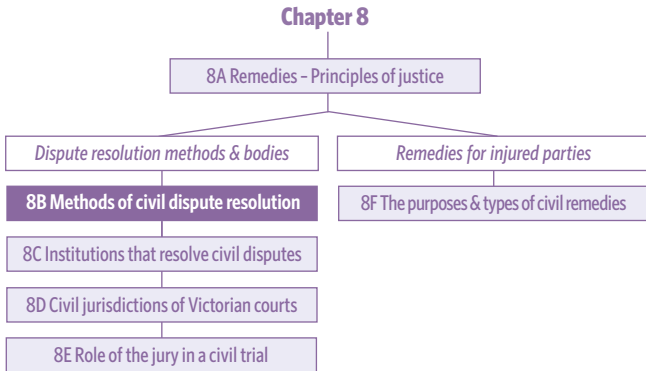 Chapter 8
8A Remedies – Principles of justice
Dispute resolution methods & bodies
Remedies for injured parties
8B Methods of civil dispute resolution
8F The purposes & types of civil remedies
8C Institutions that resolve civil disputes
8D Civil jurisdictions of Victorian courts
8E Role of the jury in a civil trial